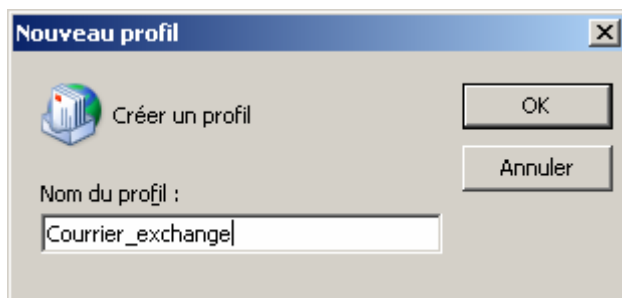 Nouveau profil
Créer un profil
OK
Annuler
Nom du profil :
Courrier_exchange